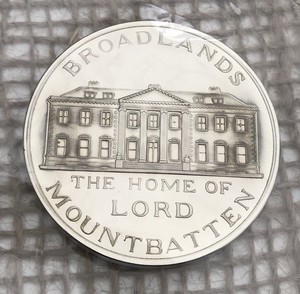 BROADLANDS
THE HOME OF
LORD
MOUNTBATTEN